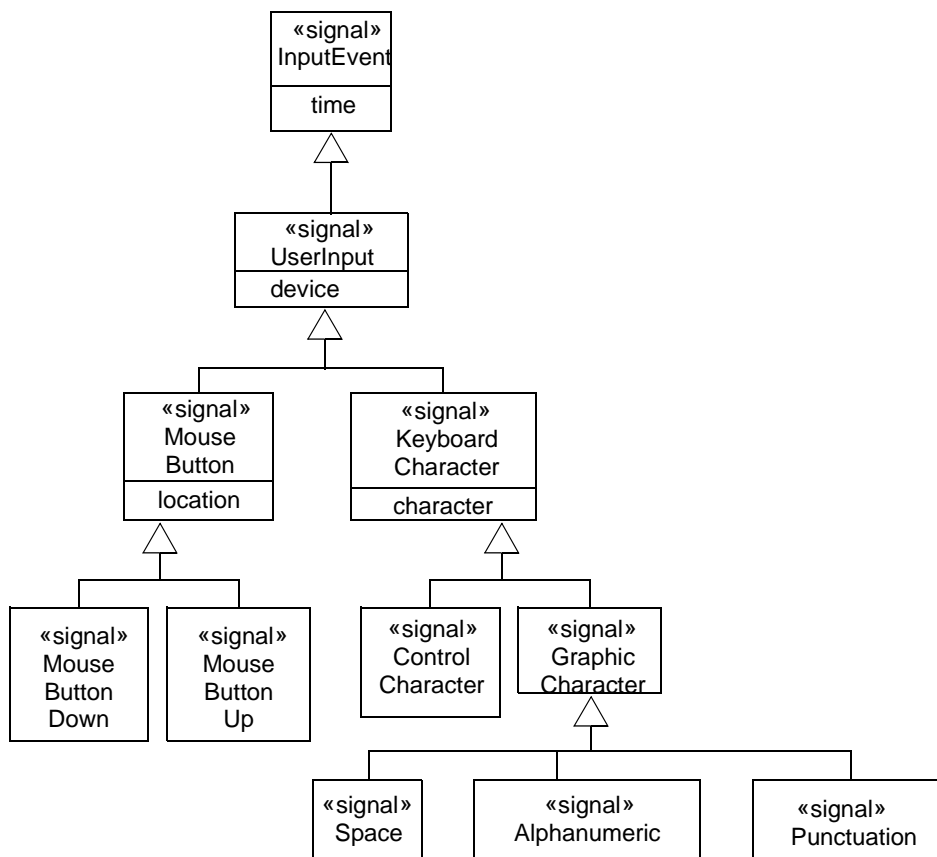 «signal»
InputEvent
time
«signal»
UserInput
device
«signal»
Mouse
Button
location
«signal»
Keyboard
Character
character
«signal»
Mouse
Button
Down
«signal»
Mouse
Button
Up
«signal»
Control
Character
«signal»
Graphic
Character
«signal»
Space
«signal»
Alphanumeric
«signal»
Punctuation